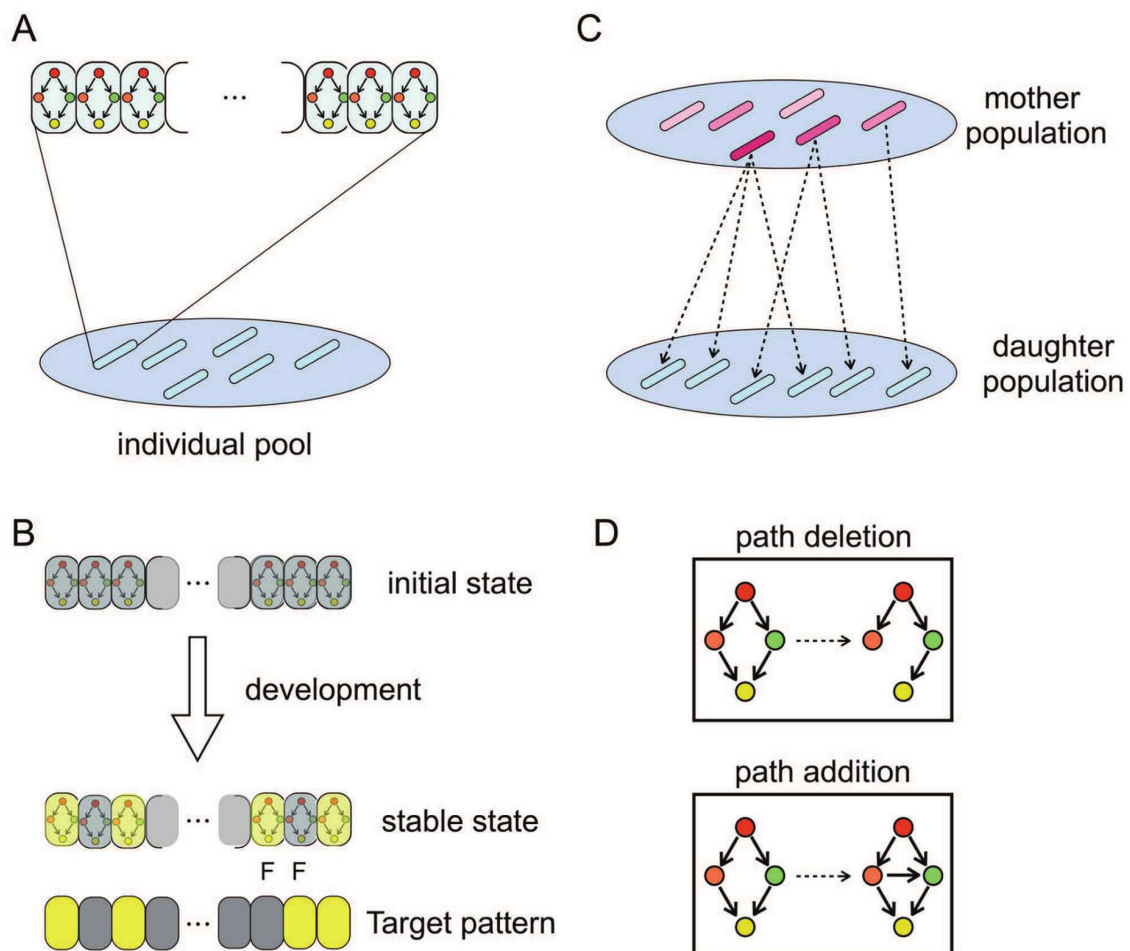 A
...
individual pool
B
...
initial state
development
...
stable state
F F
...
Target pattern
C
mother
population
daughter
population
D
path deletion
path addition